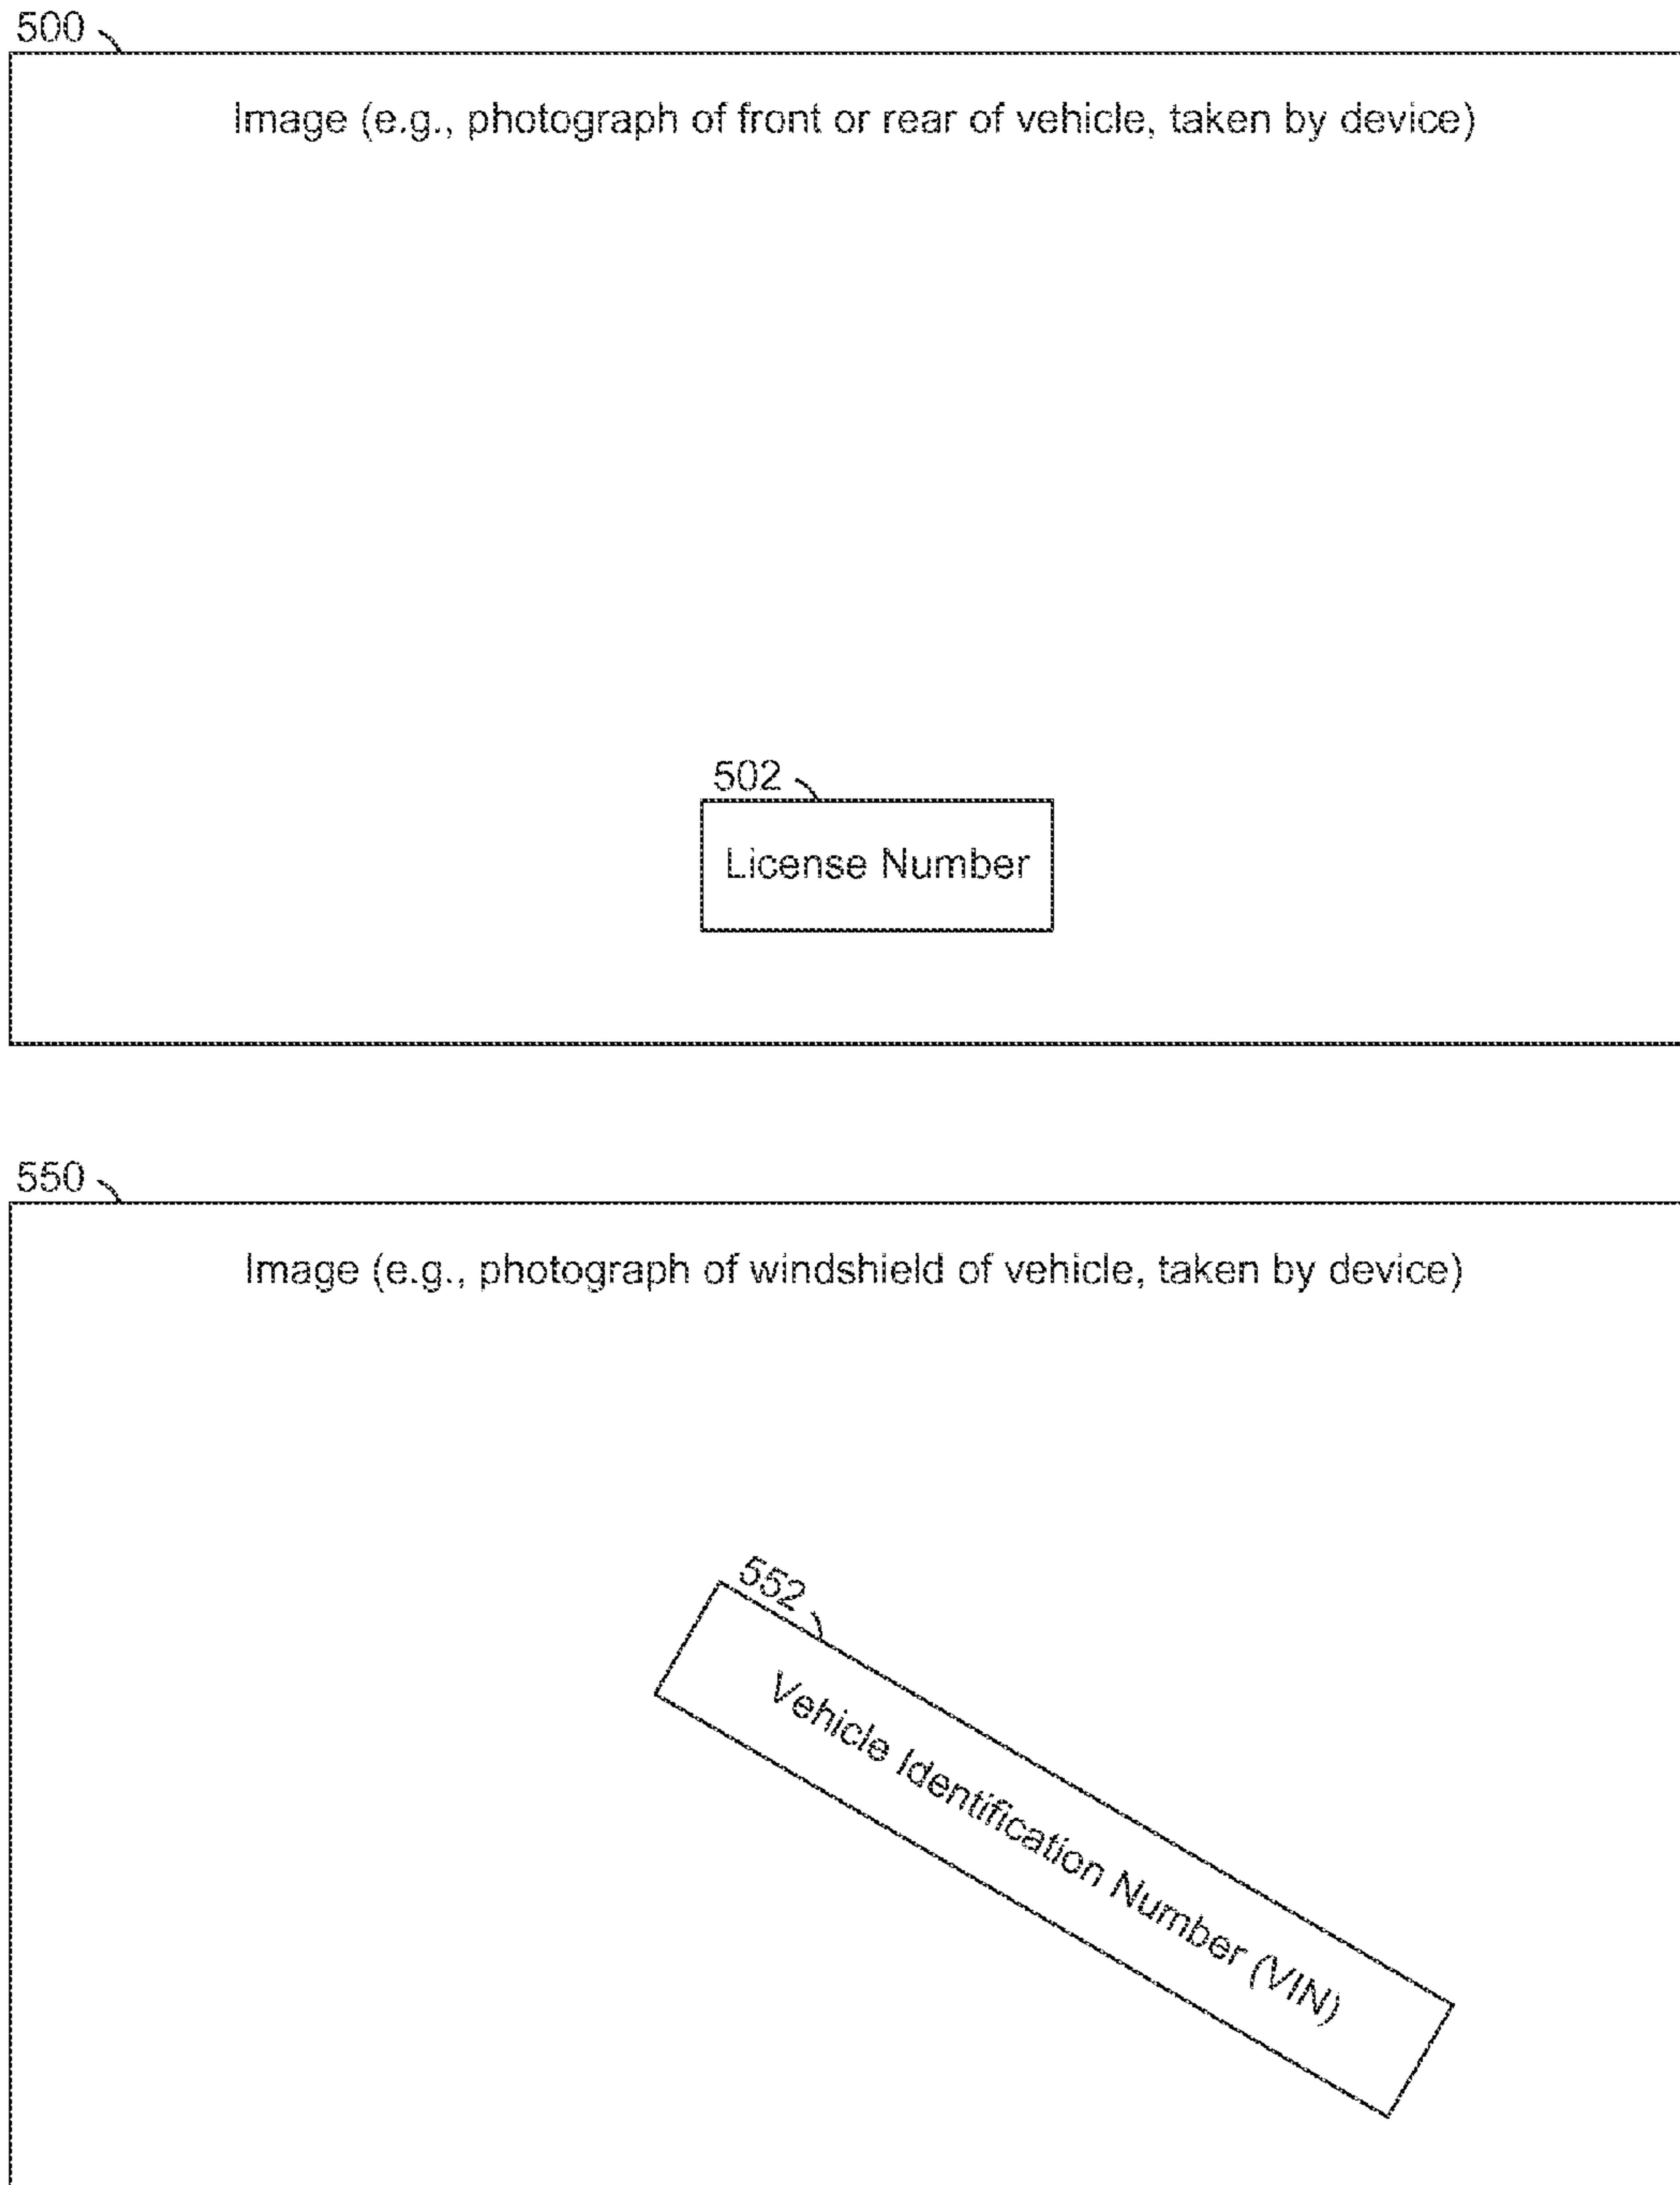 500
Image (e.g., photograph of front or rear of vehicle, taken by device)
502
License Number
550
Image (e.g., photograph of windshield of vehicle, taken by device)
552
Vehicle Identification Number (VIN)